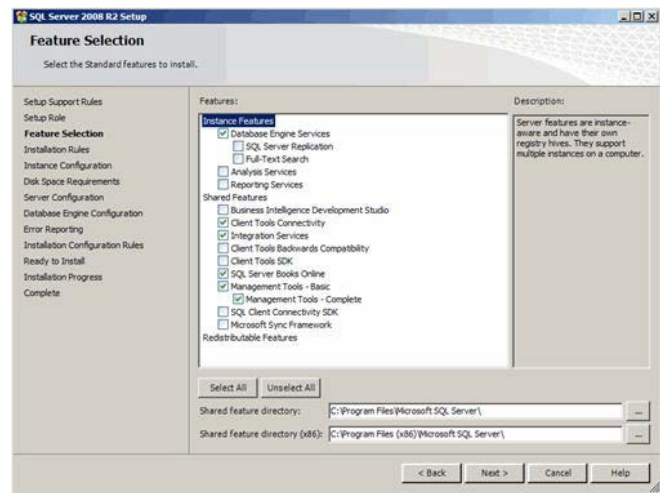 SQL Server 2008 R2 Setup
Feature Selection
Select the Standard features to install.
Setup Support Rules
Setup Role
Feature Selection
Installation Rules
Instance Configuration
Disk Space Requirements
Server Configuration
Database Engine Configuration
Error Reporting
Installation Configuration Rules
Ready to Install
Installation Progress
Complete
Features:
Instance Features
Database Engine Services
SQL Server Replication
Full-Text Search
Analysis Services
Reporting Services
Shared Features
Business Intelligence Development Studio
Client Tools Connectivity
Integration Services
Client Tools Backwards Compatibility
Client Tools SDK
SQL Server Books Online
Management Tools - Basic
Management Tools - Complete
SQL Client Connectivity SDK
Microsoft Sync Framework
Redistributable Features
Description:
Server features are instance-
aware and have their own
registry hives. They support
multiple instances on a computer.
Select All Unselect All
Shared feature directory: C:\Program Files\Microsoft SQL Server\ ...
Shared feature directory (x86): C:\Program Files (x86)\Microsoft SQL Server\ ...
< Back Next > Cancel Help